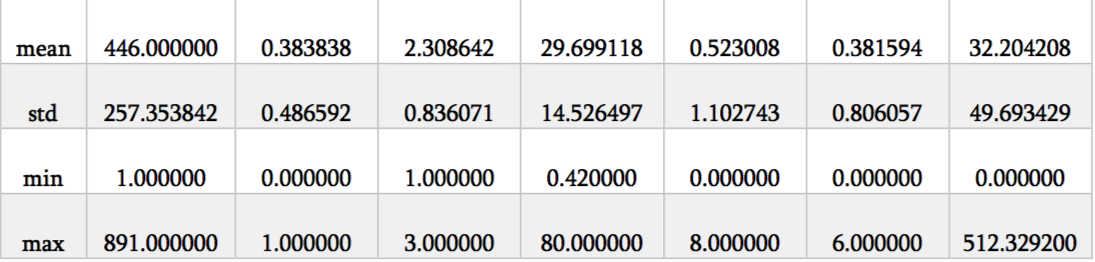 mean 446.000000 0.383838 2.308642 29.699118 0.523008 0.381594 32.204208
std 257.353842 0.486592 0.836071 14.526497 1.102743 0.806057 49.693429
min 1.000000 0.000000 1.000000 0.420000 0.000000 0.000000 0.000000
max 891.000000 1.000000 3.000000 80.000000 8.000000 6.000000 512.329200